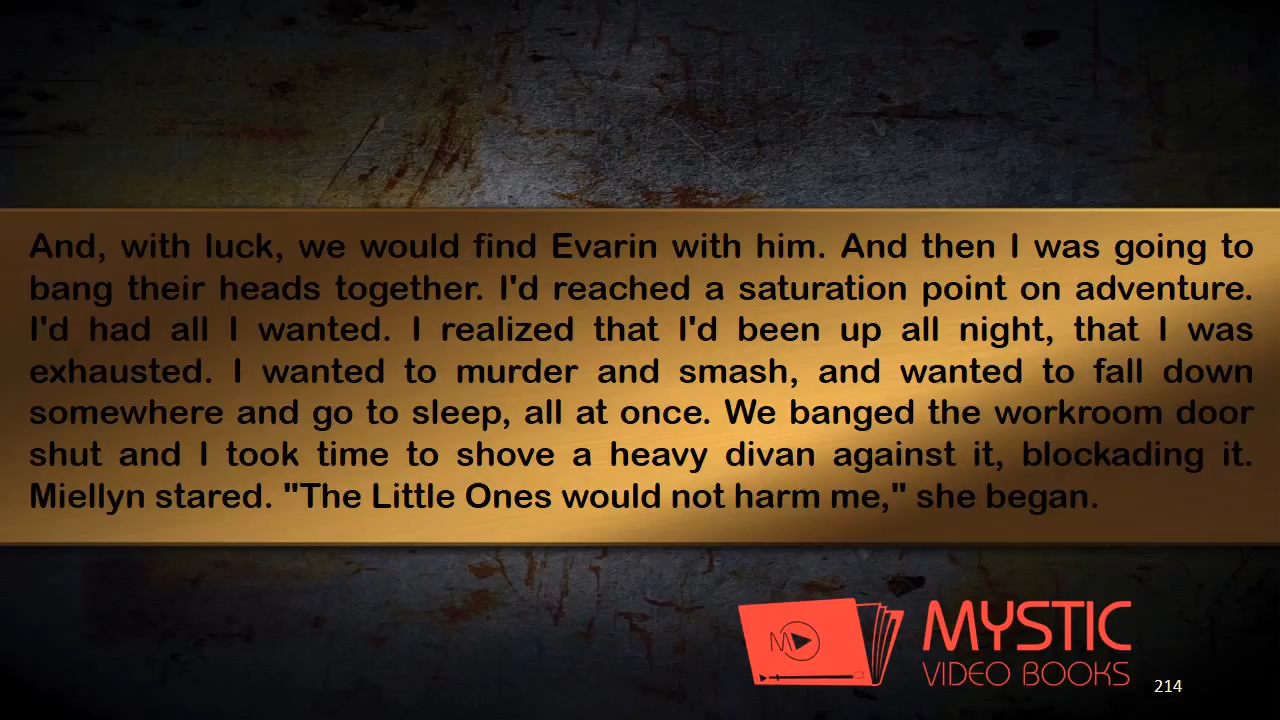 And, with luck, we would find Evarin with him. And then I was going to
bang their heads together. I'd reached a saturation point on adventure.
I'd had all I wanted. I realized that I'd been up all night, that I was
exhausted. I wanted to murder and smash, and wanted to fall down
somewhere and go to sleep, all at once. We banged the workroom door
shut and I took time to shove a heavy divan against it, blockading it.
Miellyn stared. "The Little Ones would not harm me," she began.
M
MYSTIC
VIDEO BOOKS
214